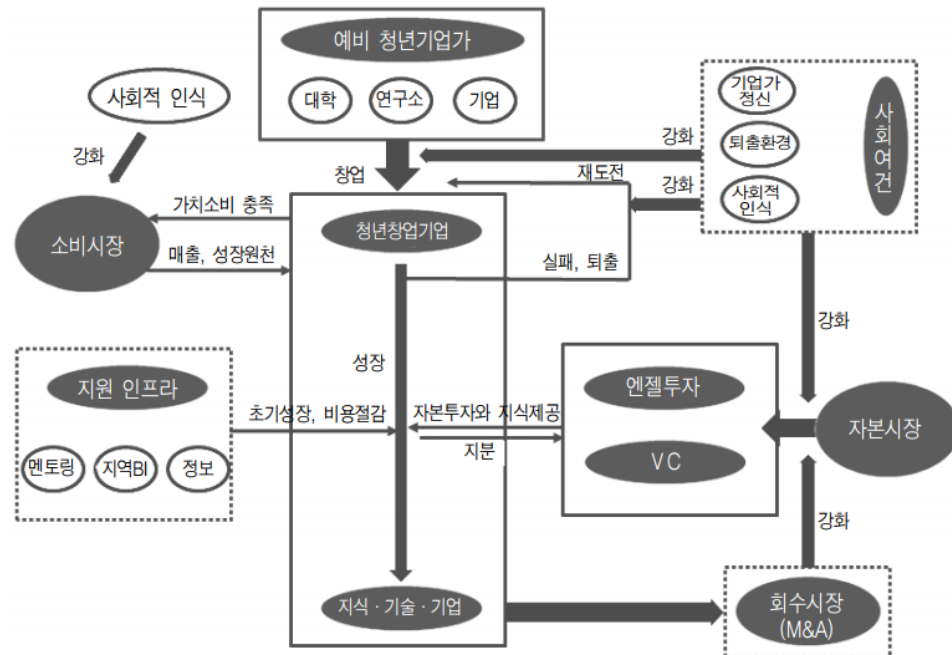 예비 청년기업가
대학
연구소
기업
사회적 인식
강화
기업가
정신
퇴출환경
사회적
인식
사회여건
강화
강화
창업
재도전
소비시장
가치소비 충족
매출, 성장원천
청년창업기업
실패, 퇴출
강화
성장
지원 인프라
멘토링
지역BI
정보
초기성장, 비용절감
자본투자와 지식제공
지분
엔젤투자
VC
자본시장
강화
지식·기술·기업
회수시장
(M&A)